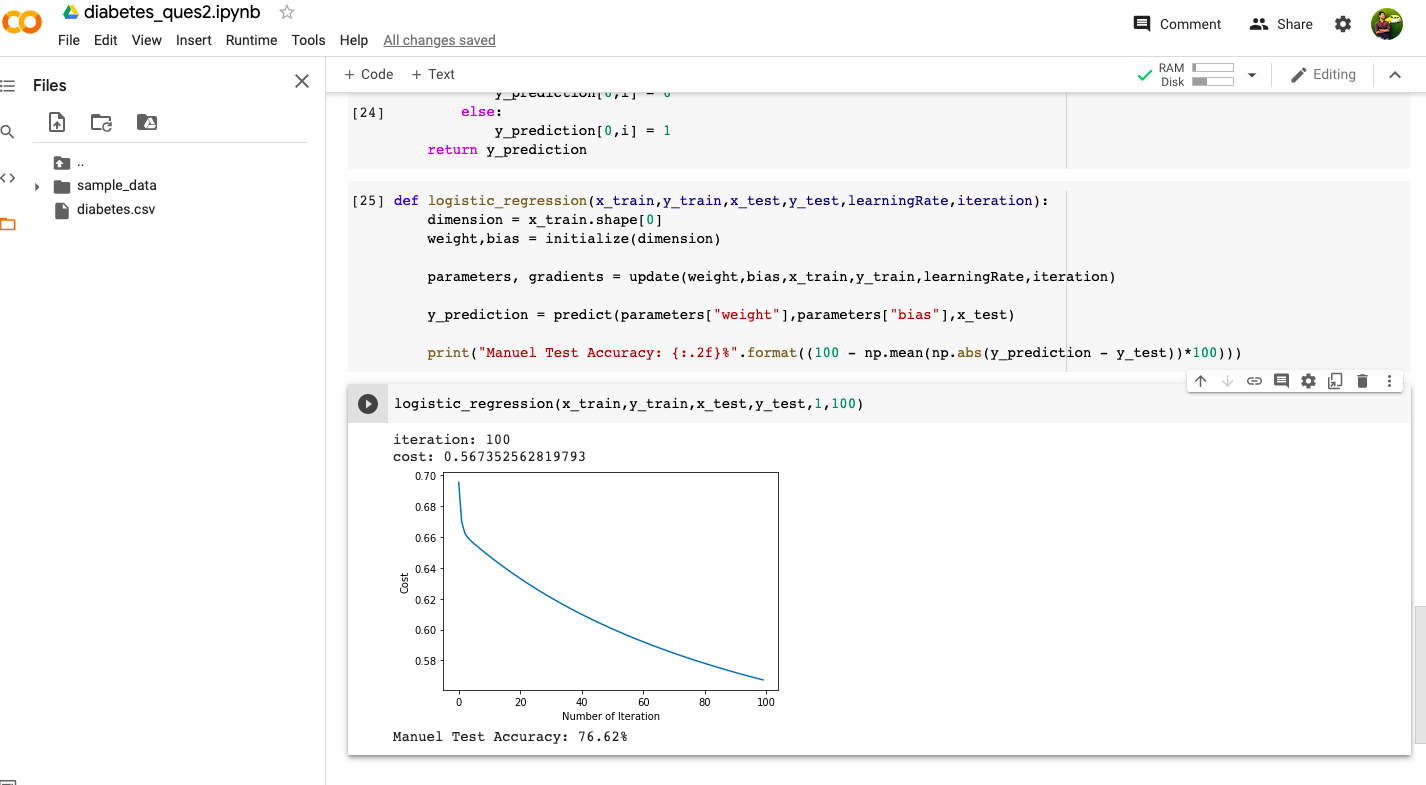 diabetes_ques2.ipynb
Comment Share
File Edit View Insert Runtime Tools Help All changes saved
Files
+ Code + Text
RAM
Disk
Editing
..
sample_data
diabetes.csv
y_prediction[0,i] = 0
[24] else:
y_prediction[0,i] = 1
return y_prediction
[25] def logistic_regression(x_train,y_train,x_test,y_test,learningRate,iteration):
dimension = x_train.shape[0]
weight,bias = initialize(dimension)
parameters, gradients = update(weight,bias,x_train,y_train,learningRate,iteration)
y_prediction = predict(parameters["weight"],parameters["bias"],x_test)
print("Manuel Test Accuracy: {:.2f}%".format((100 - np.mean(np.abs(y_prediction - y_test))*100)))
logistic_regression(x_train,y_train,x_test,y_test,1,100)
iteration: 100
cost: 0.567352562819793
0.70
0.68
0.66
0.64
0.62
0.60
0.58
Cost
0 20 40 60 80 100
Number of Iteration
Manuel Test Accuracy: 76.62%